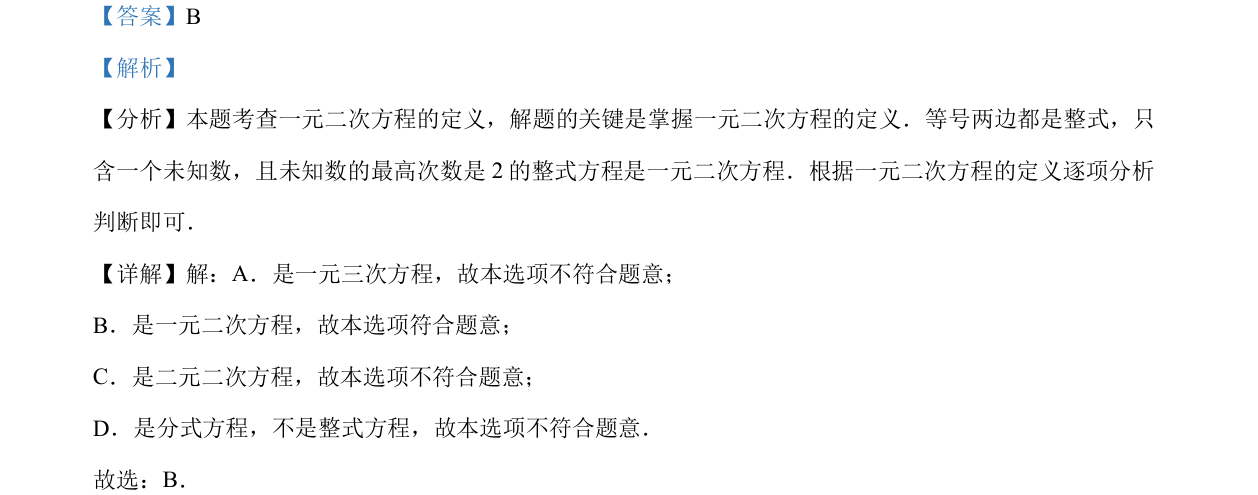 【答案】B
【解析】
【分析】本题考查一元二次方程的定义，解题的关键是掌握一元二次方程的定义．等号两边都是整式，只
含一个未知数，且未知数的最高次数是 2 的整式方程是一元二次方程．根据一元二次方程的定义逐项分析
判断即可．
【详解】解：A．是一元三次方程，故本选项不符合题意；
B．是一元二次方程，故本选项符合题意；
C．是二元二次方程，故本选项不符合题意；
D．是分式方程，不是整式方程，故本选项不符合题意．
故选：B．